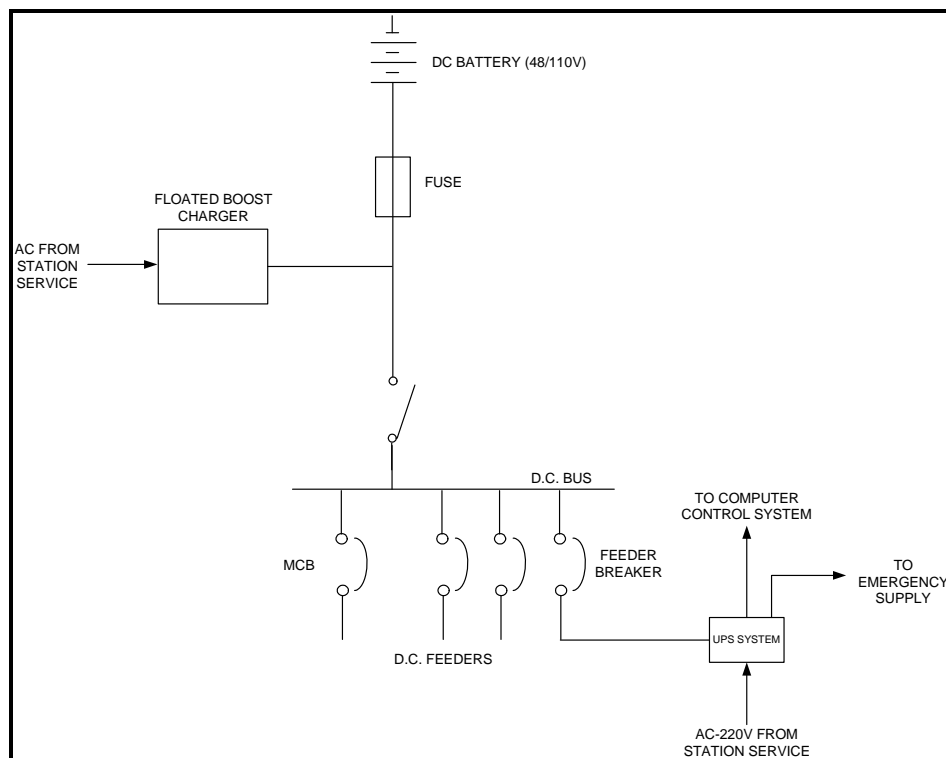 DC BATTERY (48/110V)
FUSE
FLOATED BOOST
CHARGER
AC FROM
STATION
SERVICE
D.C. BUS
TO COMPUTER
CONTROL SYSTEM
MCB
FEEDER
BREAKER
TO
EMERGENCY
SUPPLY
UPS SYSTEM
D.C. FEEDERS
AC-220V FROM
STATION SERVICE